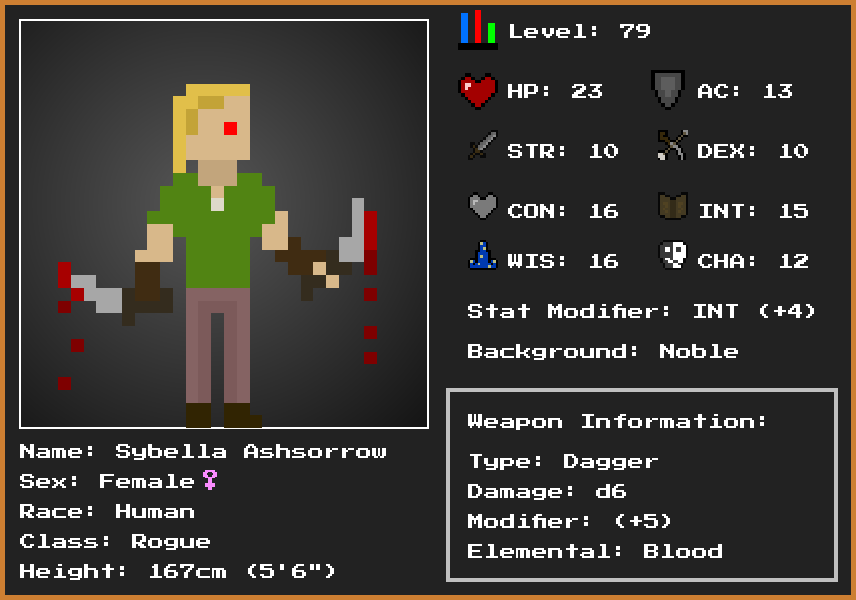 Level: 79
HP: 23 AC: 13
STR: 10 DEX: 10
CON: 16 INT: 15
WIS: 16 CHA: 12
Stat Modifier: INT (+4)
Background: Noble
Weapon Information:
Type: Dagger
Damage: d6
Modifier: (+5)
Elemental: Blood
Name: Sybella Ashsorrow
Sex: Female♀
Race: Human
Class: Rogue
Height: 167cm (5'6")